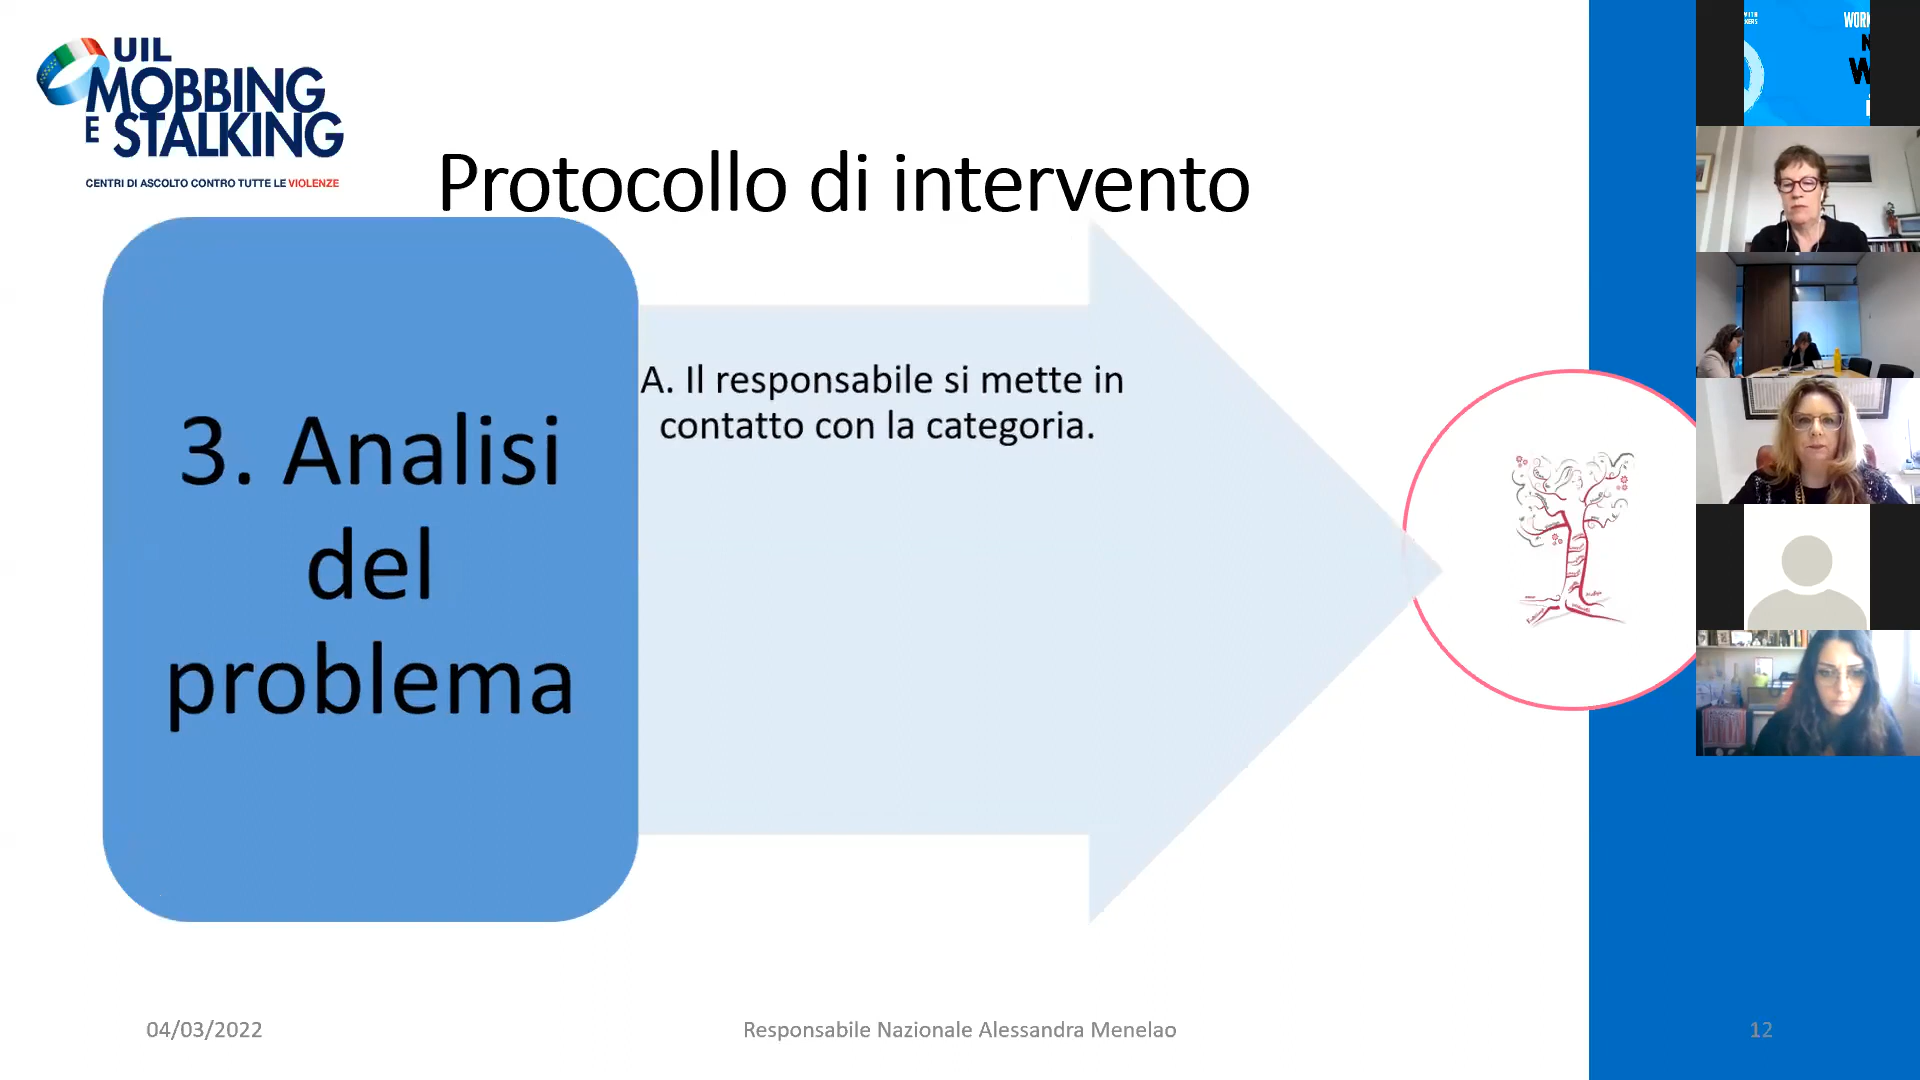 UIL
MOBBING
E STALKING
CENTRI DI ASCOLTO CONTRO TUTTE LE VIOLENZE
Protocollo di intervento
3. Analisi
del
problema
A. Il responsabile si mette in
contatto con la categoria.
04/03/2022
Responsabile Nazionale Alessandra Menelao
12